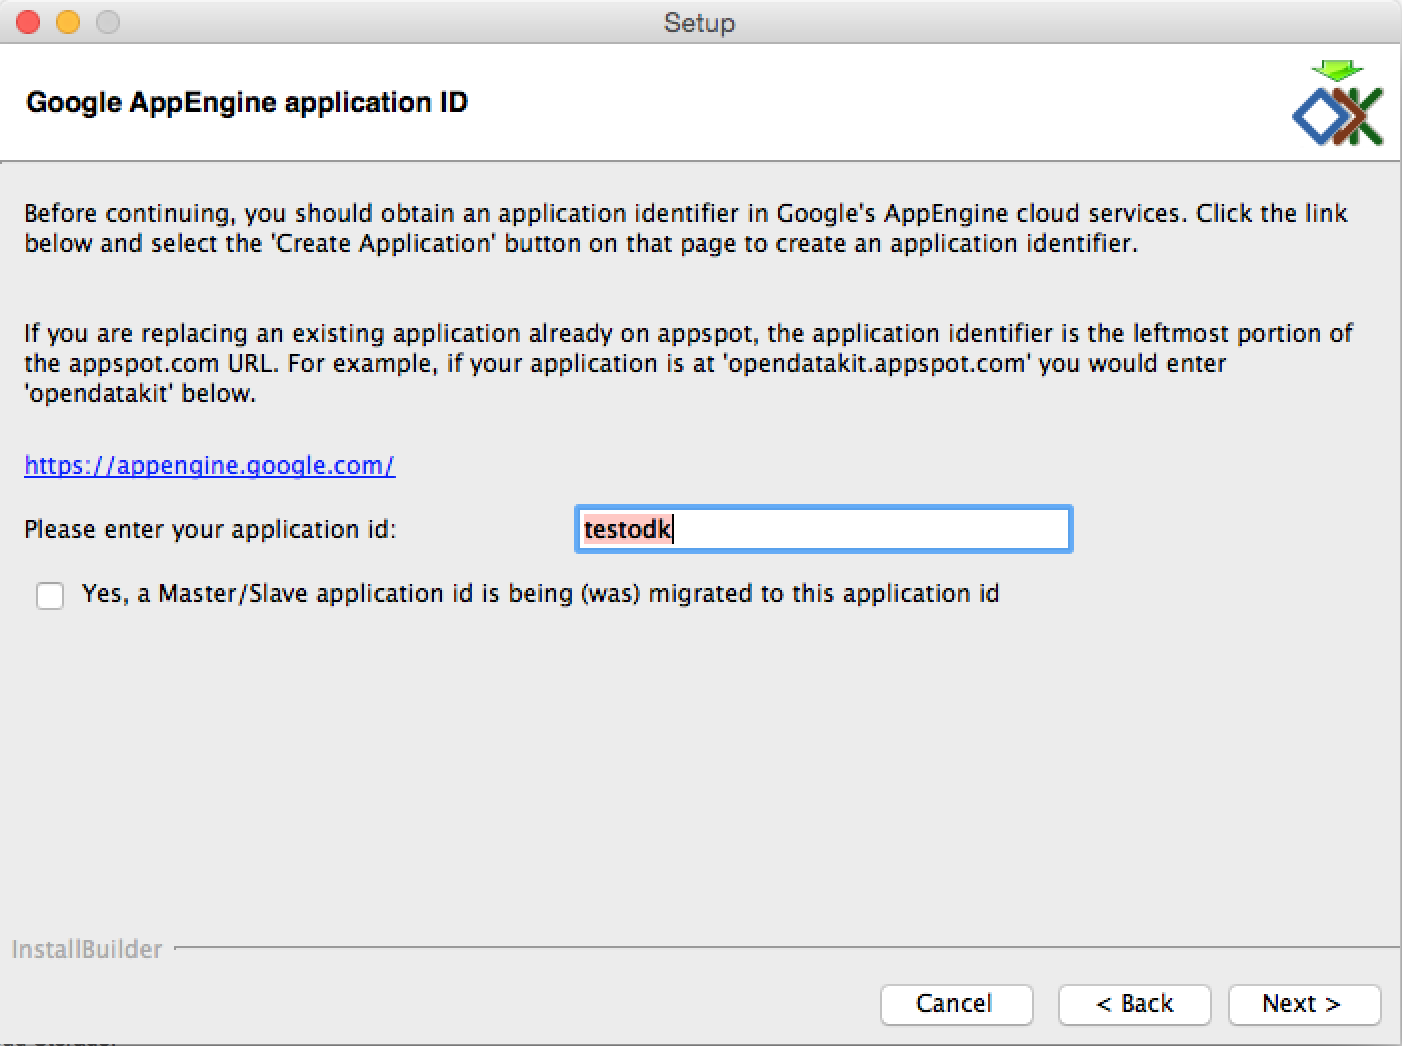 Setup
Google AppEngine application ID
Before continuing, you should obtain an application identifier in Google's AppEngine cloud services. Click the link
below and select the 'Create Application' button on that page to create an application identifier.
If you are replacing an existing application already on appspot, the application identifier is the leftmost portion of
the appspot.com URL. For example, if your application is at 'opendatakit.appspot.com' you would enter
'opendatakit' below.
https://appengine.google.com/
Please enter your application id: testodk
Yes, a Master/Slave application id is being (was) migrated to this application id
InstallBuilder
Cancel < Back Next >